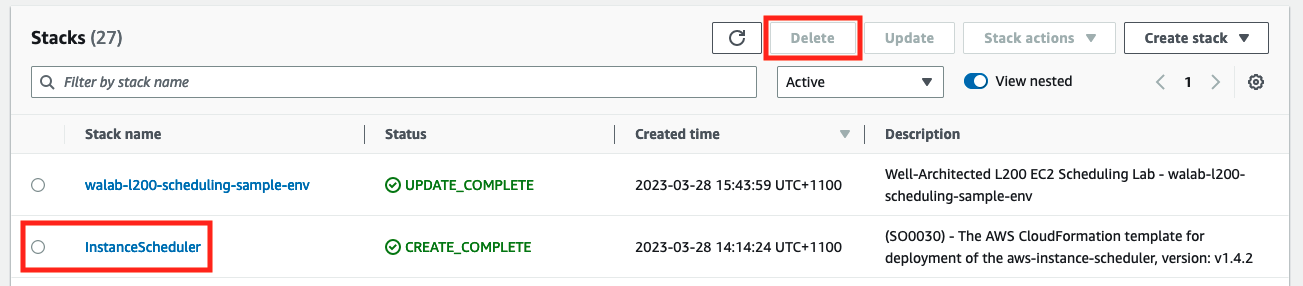 Stacks (27)
Delete
Update
Stack actions
Create stack
Filter by stack name
Active
View nested
1
Stack name
Status
Created time
Description
walab-l200-scheduling-sample-env
UPDATE_COMPLETE
2023-03-28 15:43:59 UTC+1100
Well-Architected L200 EC2 Scheduling Lab - walab-l200-
scheduling-sample-env
InstanceScheduler
CREATE_COMPLETE
2023-03-28 14:14:24 UTC+1100
(SO0030) - The AWS CloudFormation template for
deployment of the aws-instance-scheduler, version: v1.4.2